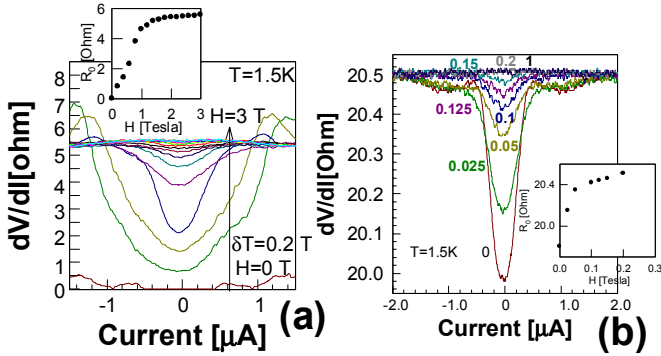 6
4
2
0
R0 [Ohm]
0 1 2 3
H [Tesla]
T=1.5K
H=3 T
δT=0.2 T
H=0 T
8
7
6
5
4
3
2
1
0
dV/dI[Ohm]
-1 0 1
Current [μA]
(a)
0.15 0.2 1
0.125
0.1
0.05
0.025
T=1.5K 0
20.5
20.4
20.3
20.2
20.1
20.0
dV/dI[Ohm]
-2.0 -1.0 0 1.0 2.0
Current [μA]
(b)
20.4
20.0
R0 [Ohm]
0.0 0.1 0.2 0.3
H [Tesla]